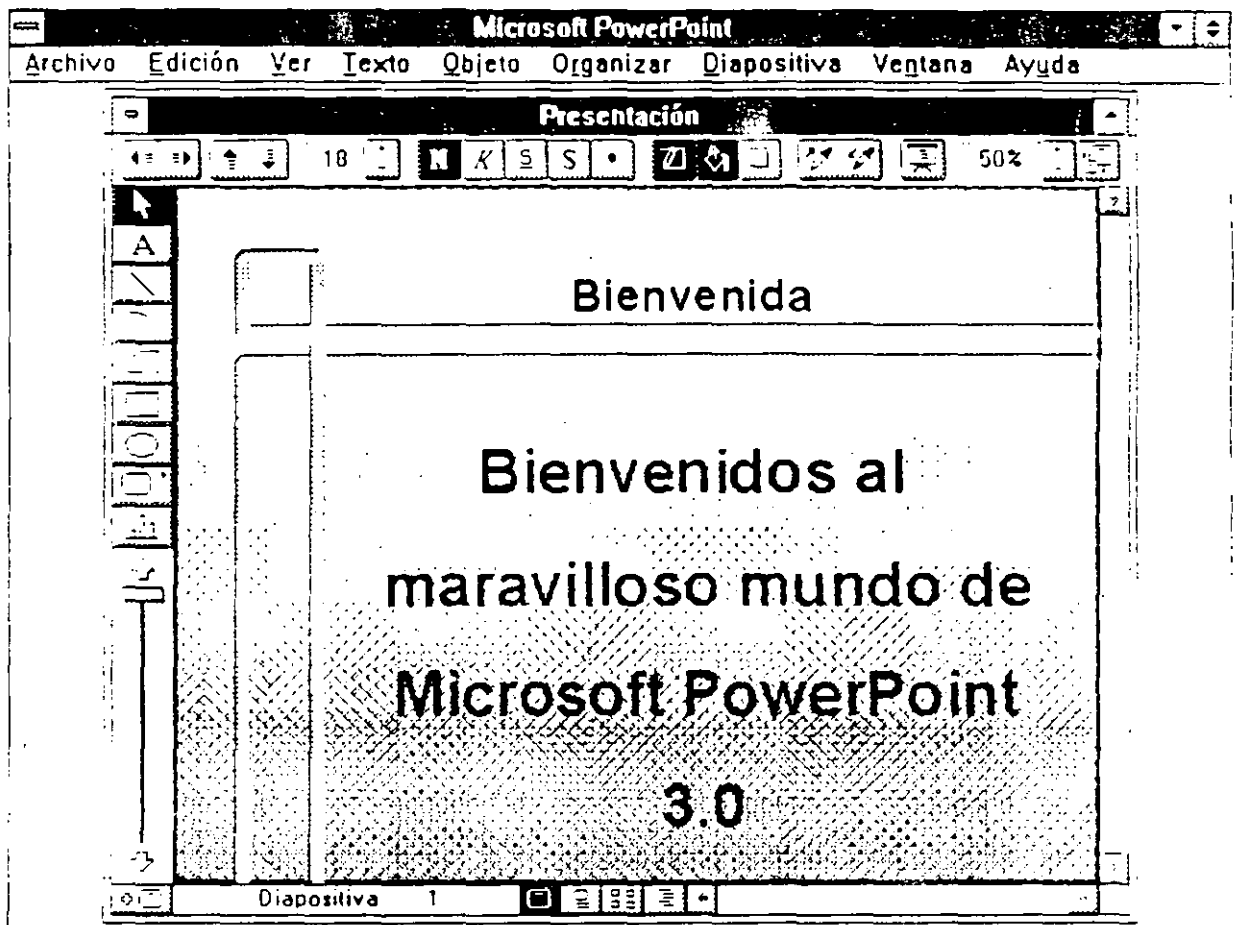 Microsoft PowerPoint
Archivo Edición Ver Texto Objeto Organizar Diapositiva Ventana Ayuda
Presentación
18 N K S S 50%
A
Bienvenida
Bienvenidos al
maravilloso mundo de
Microsoft PowerPoint
3.0
Diapositiva 1